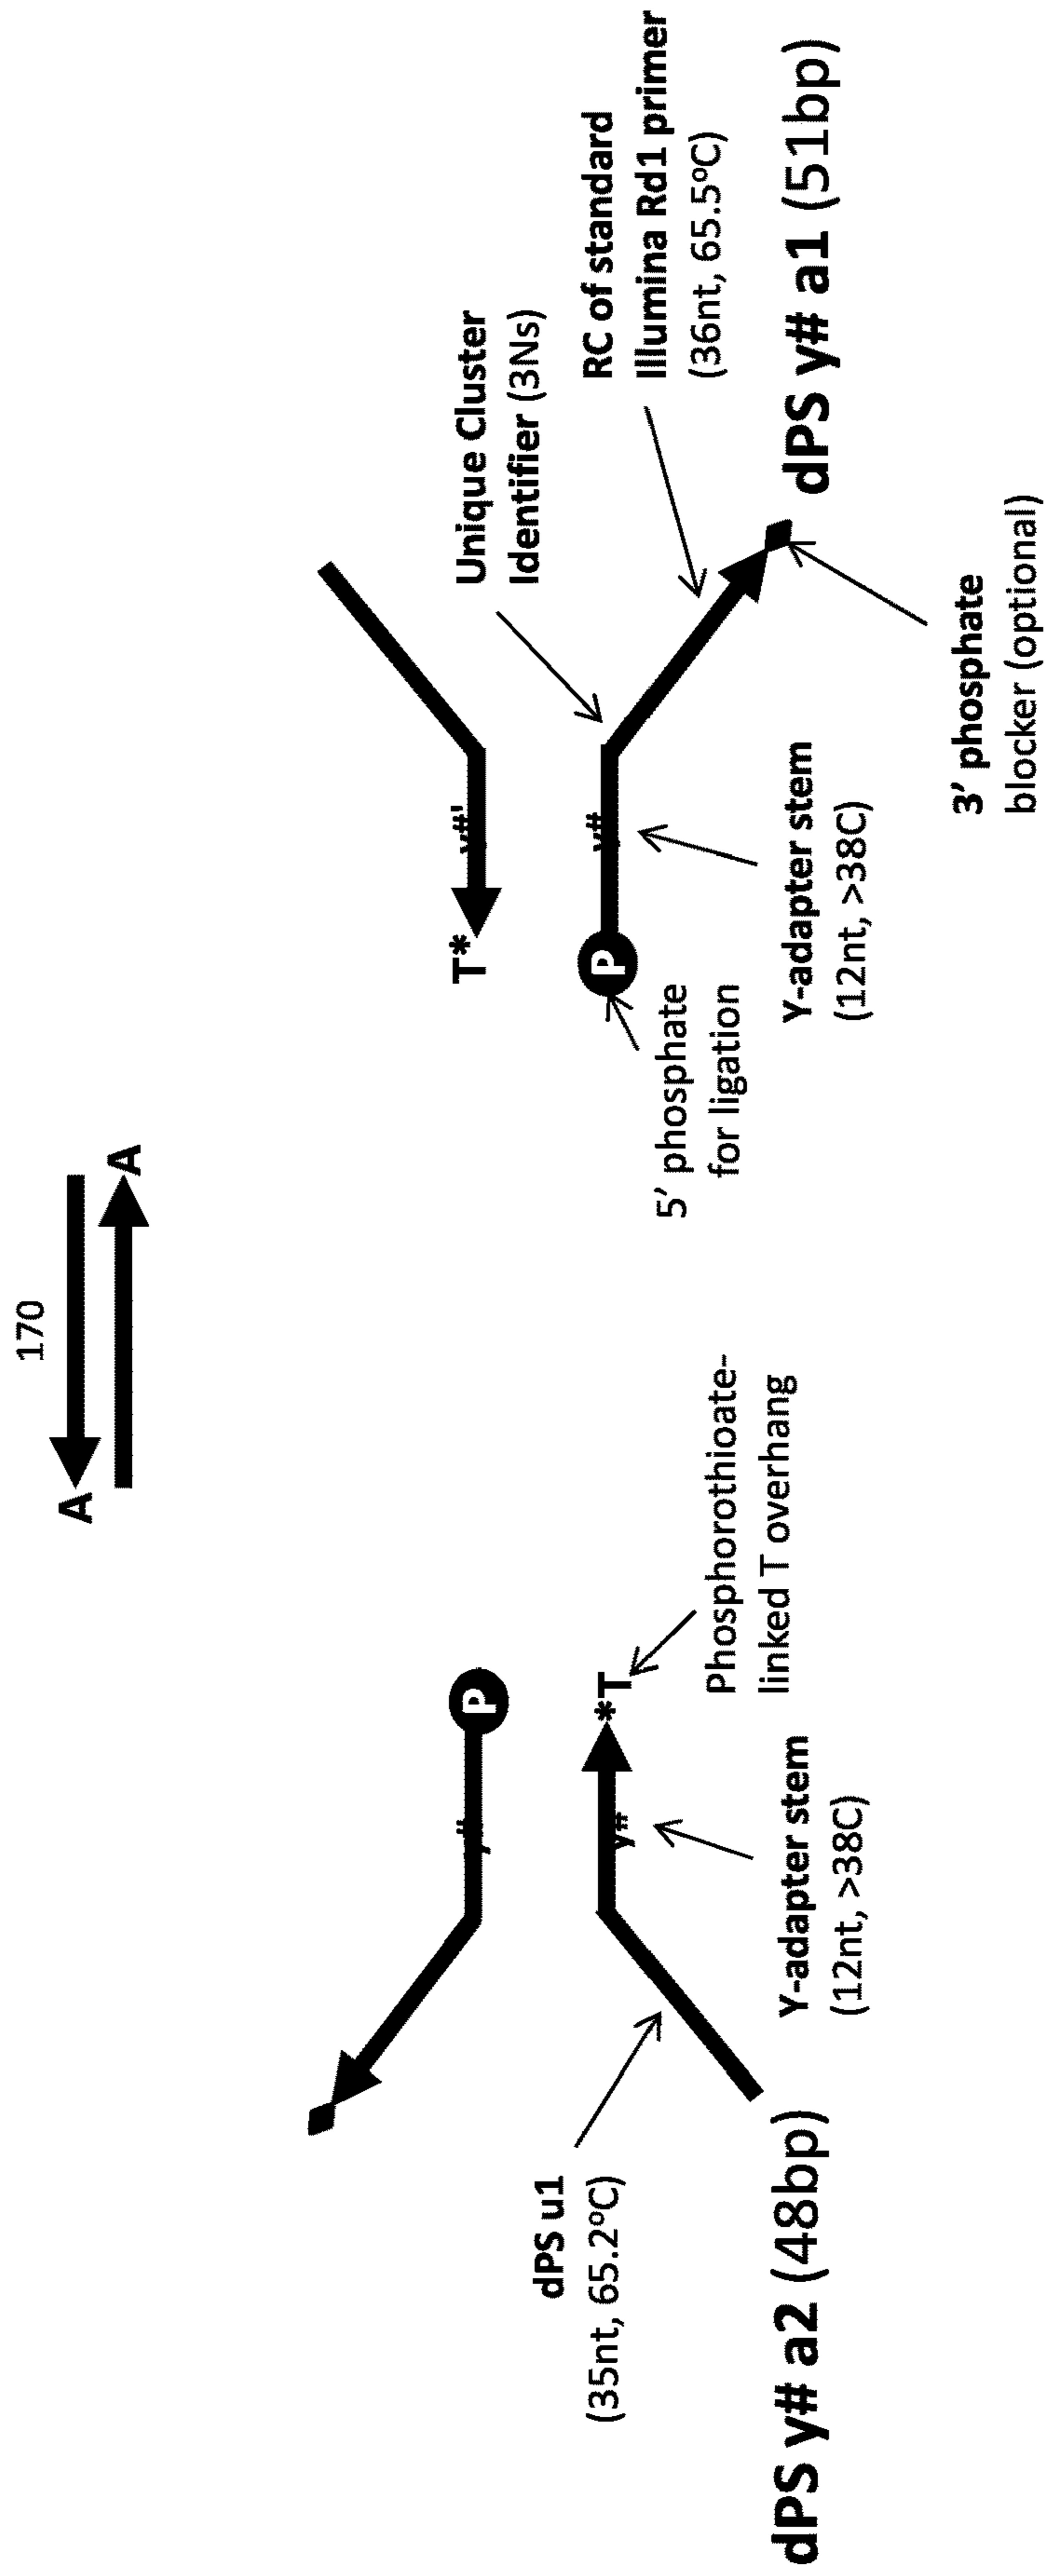 170
A
A
P
y#
T*
y#'
dPS u1
(35nt, 65.2°C)
y#
*T
Phosphorothioate-
linked T overhang
Y-adapter stem
(12nt, >38C)
dPS y# a2 (48bp)
P
y#
5' phosphate
for ligation
Y-adapter stem
(12nt, >38C)
Unique Cluster
Identifier (3Ns)
RC of standard
Illumina Rd1 primer
(36nt, 65.5°C)
dPS y# a1 (51bp)
3' phosphate
blocker (optional)